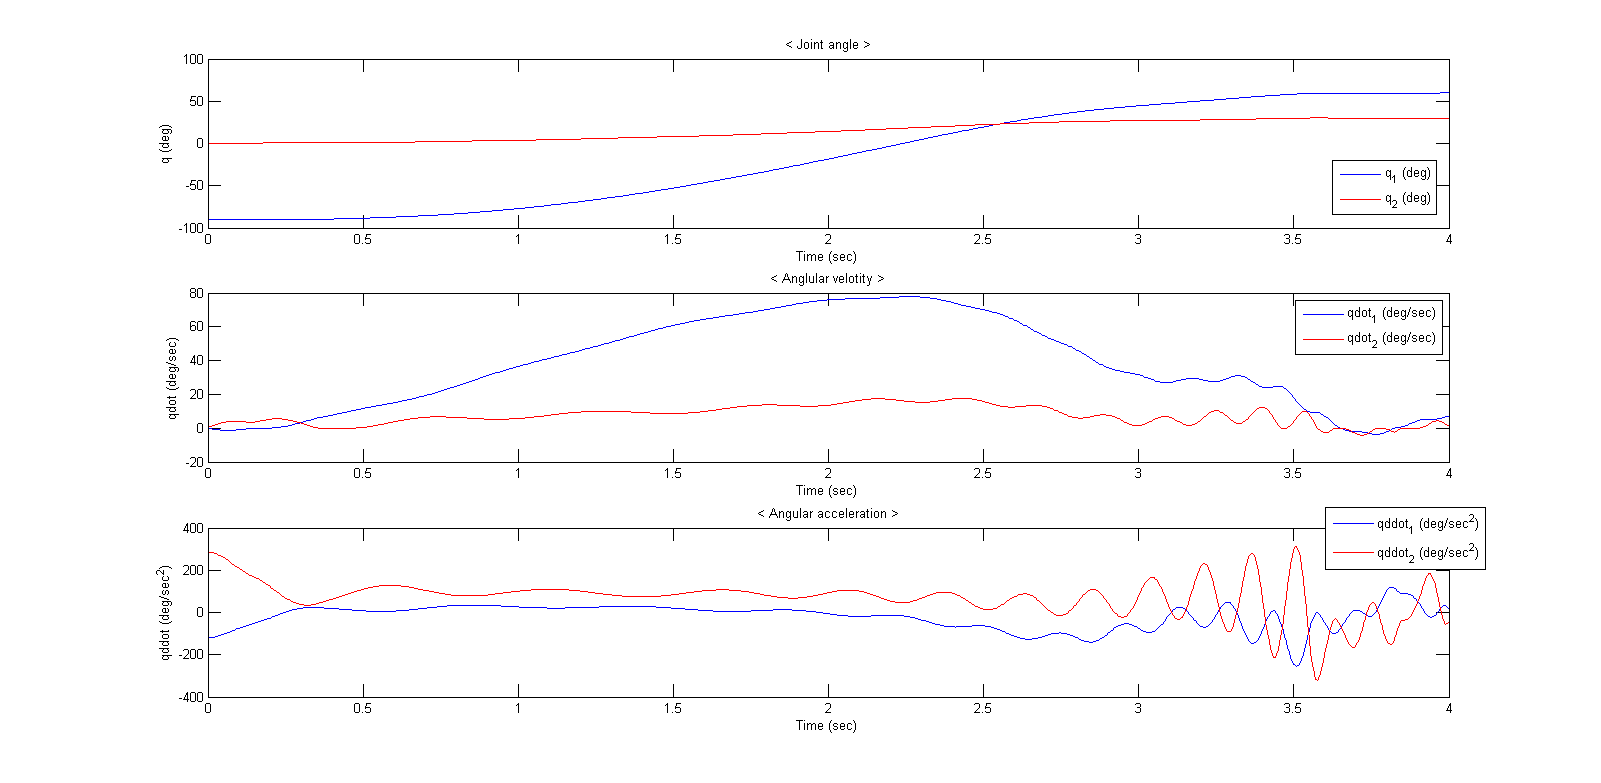 < Joint angle >
100
50
0
-50
-100
q (deg)
q1 (deg)
q2 (deg)
0 0.5 1 1.5 2 2.5 3 3.5 4
Time (sec)
< Anglular velotity >
80
60
40
20
0
-20
qdot (deg/sec)
qdot1 (deg/sec)
qdot2 (deg/sec)
0 0.5 1 1.5 2 2.5 3 3.5 4
Time (sec)
< Angular acceleration >
400
200
0
-200
-400
qddot (deg/sec2)
qddot1 (deg/sec2)
qddot2 (deg/sec2)
0 0.5 1 1.5 2 2.5 3 3.5 4
Time (sec)